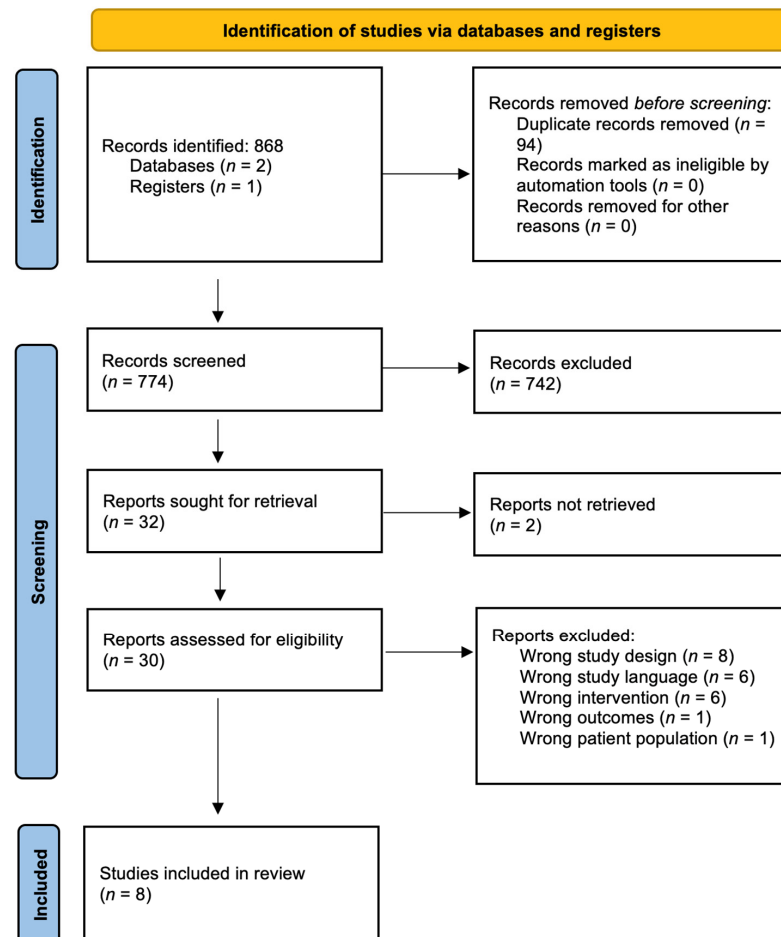 Identification of studies via databases and registers
Identification
Records identified: 868
Databases (n = 2)
Registers (n = 1)
Records removed before screening:
Duplicate records removed (n =
94)
Records marked as ineligible by
automation tools (n = 0)
Records removed for other
reasons (n = 0)
Screening
Records screened
(n = 774)
Records excluded
(n = 742)
Reports sought for retrieval
(n = 32)
Reports not retrieved
(n = 2)
Reports assessed for eligibility
(n = 30)
Reports excluded:
Wrong study design (n = 8)
Wrong study language (n = 6)
Wrong intervention (n = 6)
Wrong outcomes (n = 1)
Wrong patient population (n = 1)
Included
Studies included in review
(n = 8)